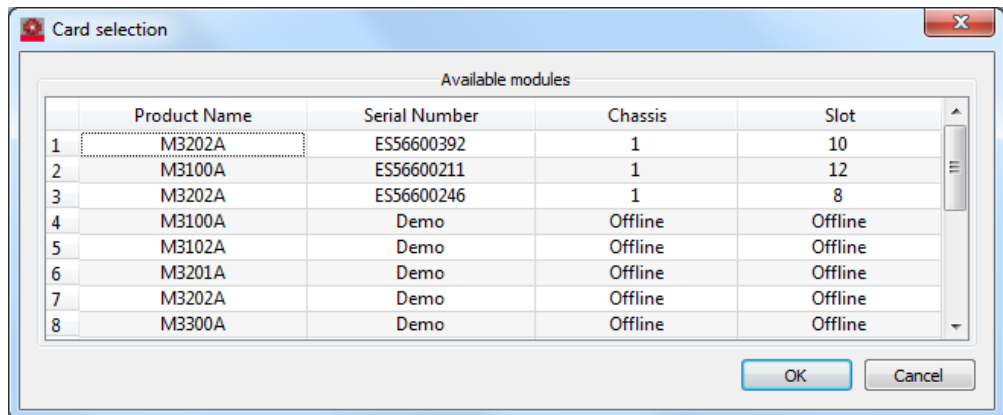 Card selection
Available modules
Product Name Serial Number Chassis Slot
1 M3202A ES56600392 1 10
2 M3100A ES56600211 1 12
3 M3202A ES56600246 1 8
4 M3100A Demo Offline Offline
5 M3102A Demo Offline Offline
6 M3201A Demo Offline Offline
7 M3202A Demo Offline Offline
8 M3300A Demo Offline Offline
OK Cancel